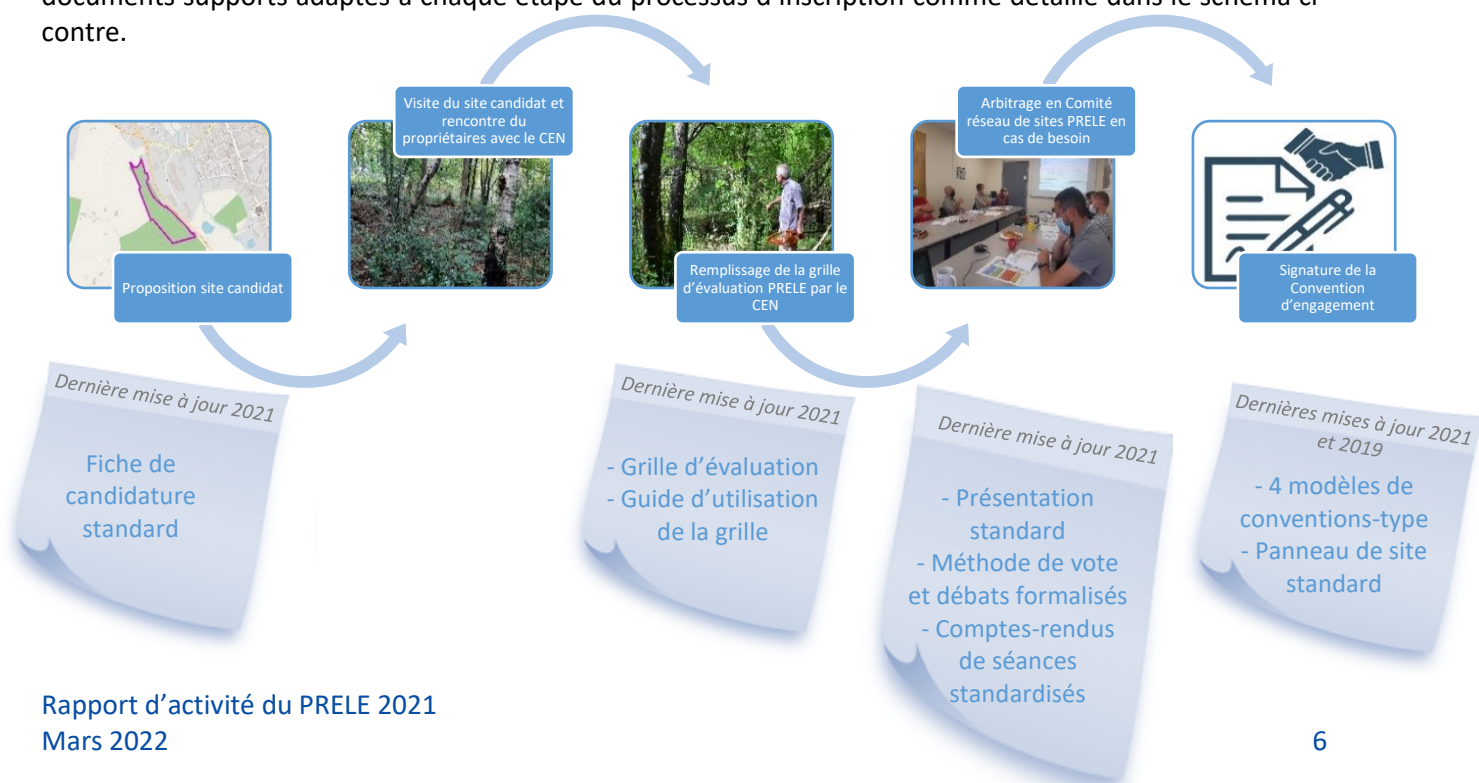 documents supports adaptés à chaque étape du processus d'inscription comme détaillé dans le schéma ci-
contre.
Visite du site candidat et
rencontre du
propriétaires avec le CEN
Arbitrage en Comité
réseau de sites PRELE en
cas de besoin
Proposition site candidat
Remplissage de la grille
d'évaluation PRELE par le
CEN
Signature de la
Convention
d'engagement
Dernière mise à jour 2021
Fiche de
candidature
standard
Dernière mise à jour 2021
- Grille d'évaluation
- Guide d'utilisation
de la grille
Dernière mise à jour 2021
- Présentation
standard
- Méthode de vote
et débats formalisés
- Comptes-rendus
de séances
standardisés
Dernières mises à jour 2021
et 2019
- 4 modèles de
conventions-type
- Panneau de site
standard
Rapport d'activité du PRELE 2021
Mars 2022
6